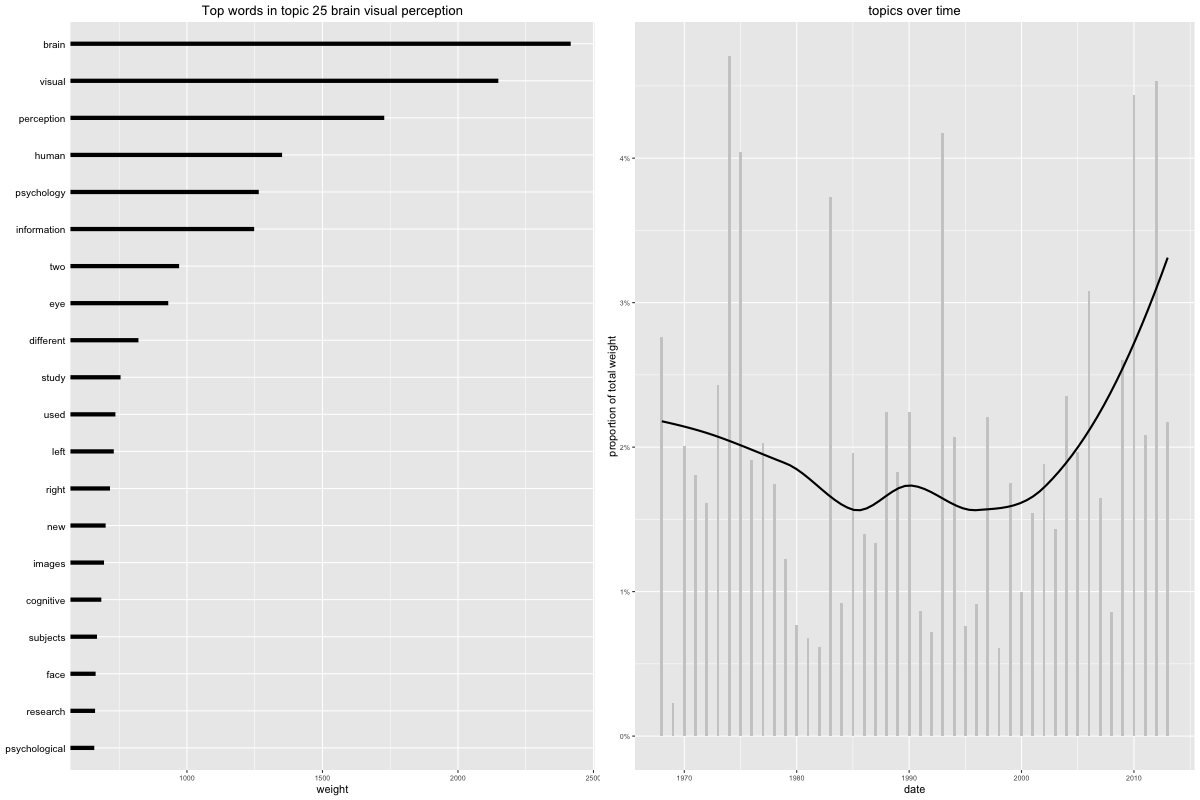 Top words in topic 25 brain visual perception
brain
visual
perception
human
psychology
information
two
eye
different
study
used
left
right
new
images
cognitive
subjects
face
research
psychological
1000 1500 2000 2500
weight
topics over time
proportion of total weight
4%
3%
2%
1%
0%
1970 1980 1990 2000 2010
date